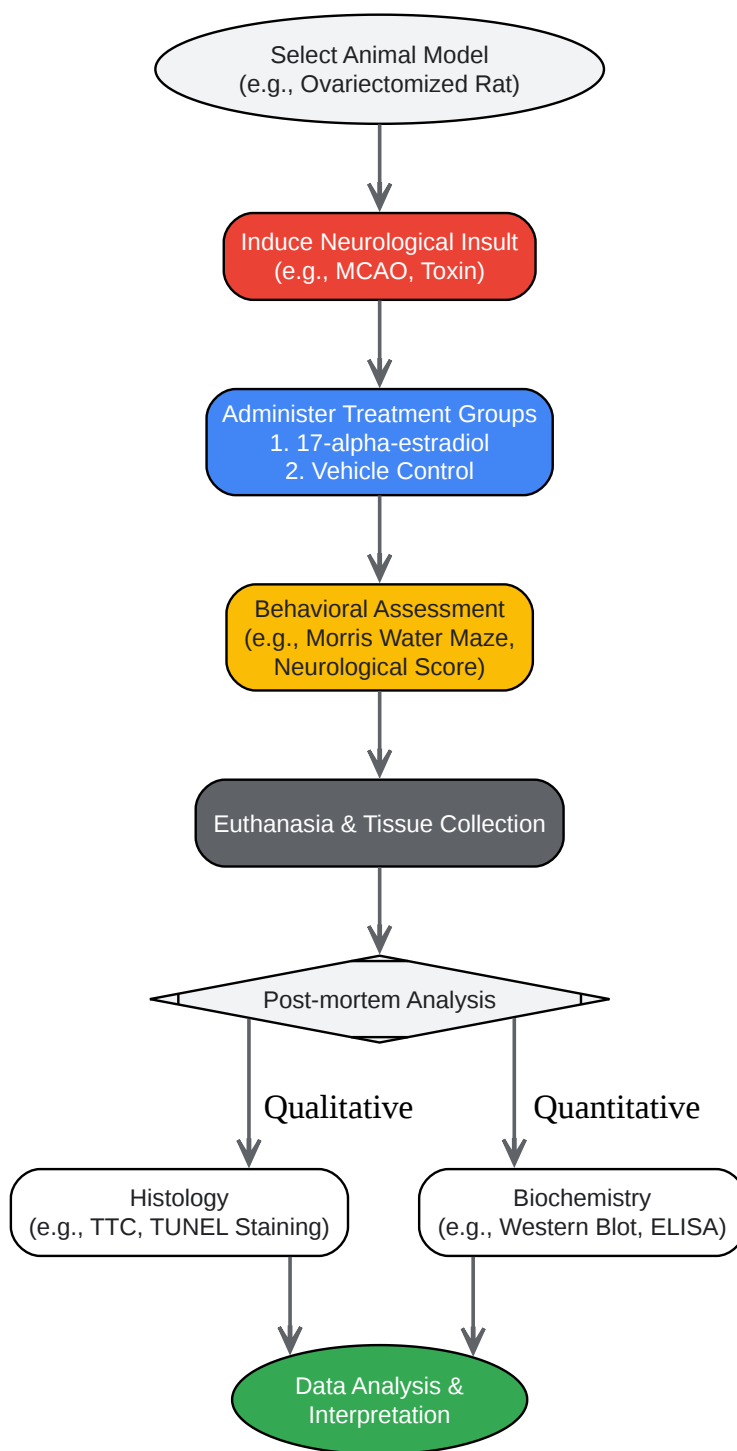 Select Animal Model
(e.g., Ovariectomized Rat)
Induce Neurological Insult
(e.g., MCAO, Toxin)
Administer Treatment Groups
1. 17-alpha-estradiol
2. Vehicle Control
Behavioral Assessment
(e.g., Morris Water Maze,
Neurological Score)
Euthanasia & Tissue Collection
Post-mortem Analysis
Qualitative
Quantitative
Histology
(e.g., TTC, TUNEL Staining)
Biochemistry
(e.g., Western Blot, ELISA)
Data Analysis &
Interpretation